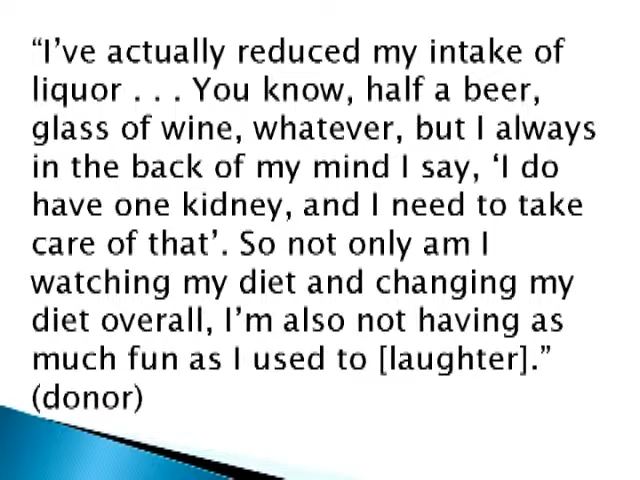 “I’ve actually reduced my intake of
liquor . . . You know, half a beer,
glass of wine, whatever, but I always
in the back of my mind I say, ‘I do
have one kidney, and I need to take
care of that’. So not only am I
watching my diet and changing my
diet overall, I’m also not having as
much fun as I used to [laughter].”
(donor)